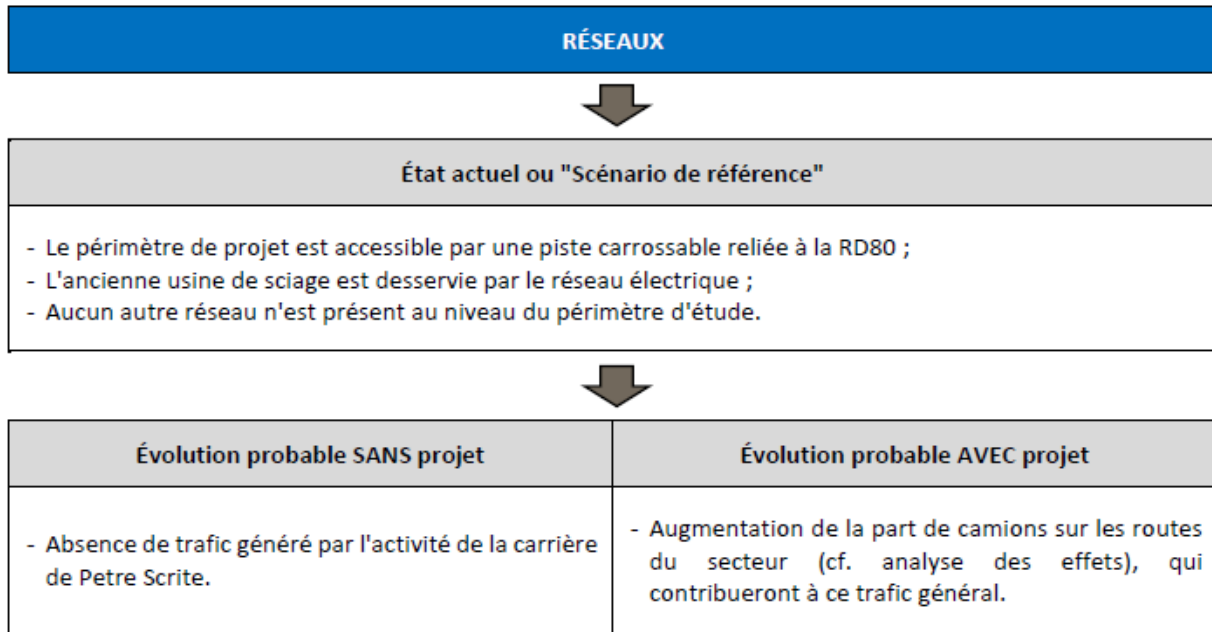 RÉSEAUX
État actuel ou "Scénario de référence"
- Le périmètre de projet est accessible par une piste carrossable reliée à la RD80 ;
- L'ancienne usine de sciage est desservie par le réseau électrique ;
- Aucun autre réseau n'est présent au niveau du périmètre d'étude.
Évolution probable SANS projet
- Absence de trafic généré par l'activité de la carrière
de Petre Scrite.
Évolution probable AVEC projet
- Augmentation de la part de camions sur les routes
du secteur (cf. analyse des effets), qui
contribueront à ce trafic général.